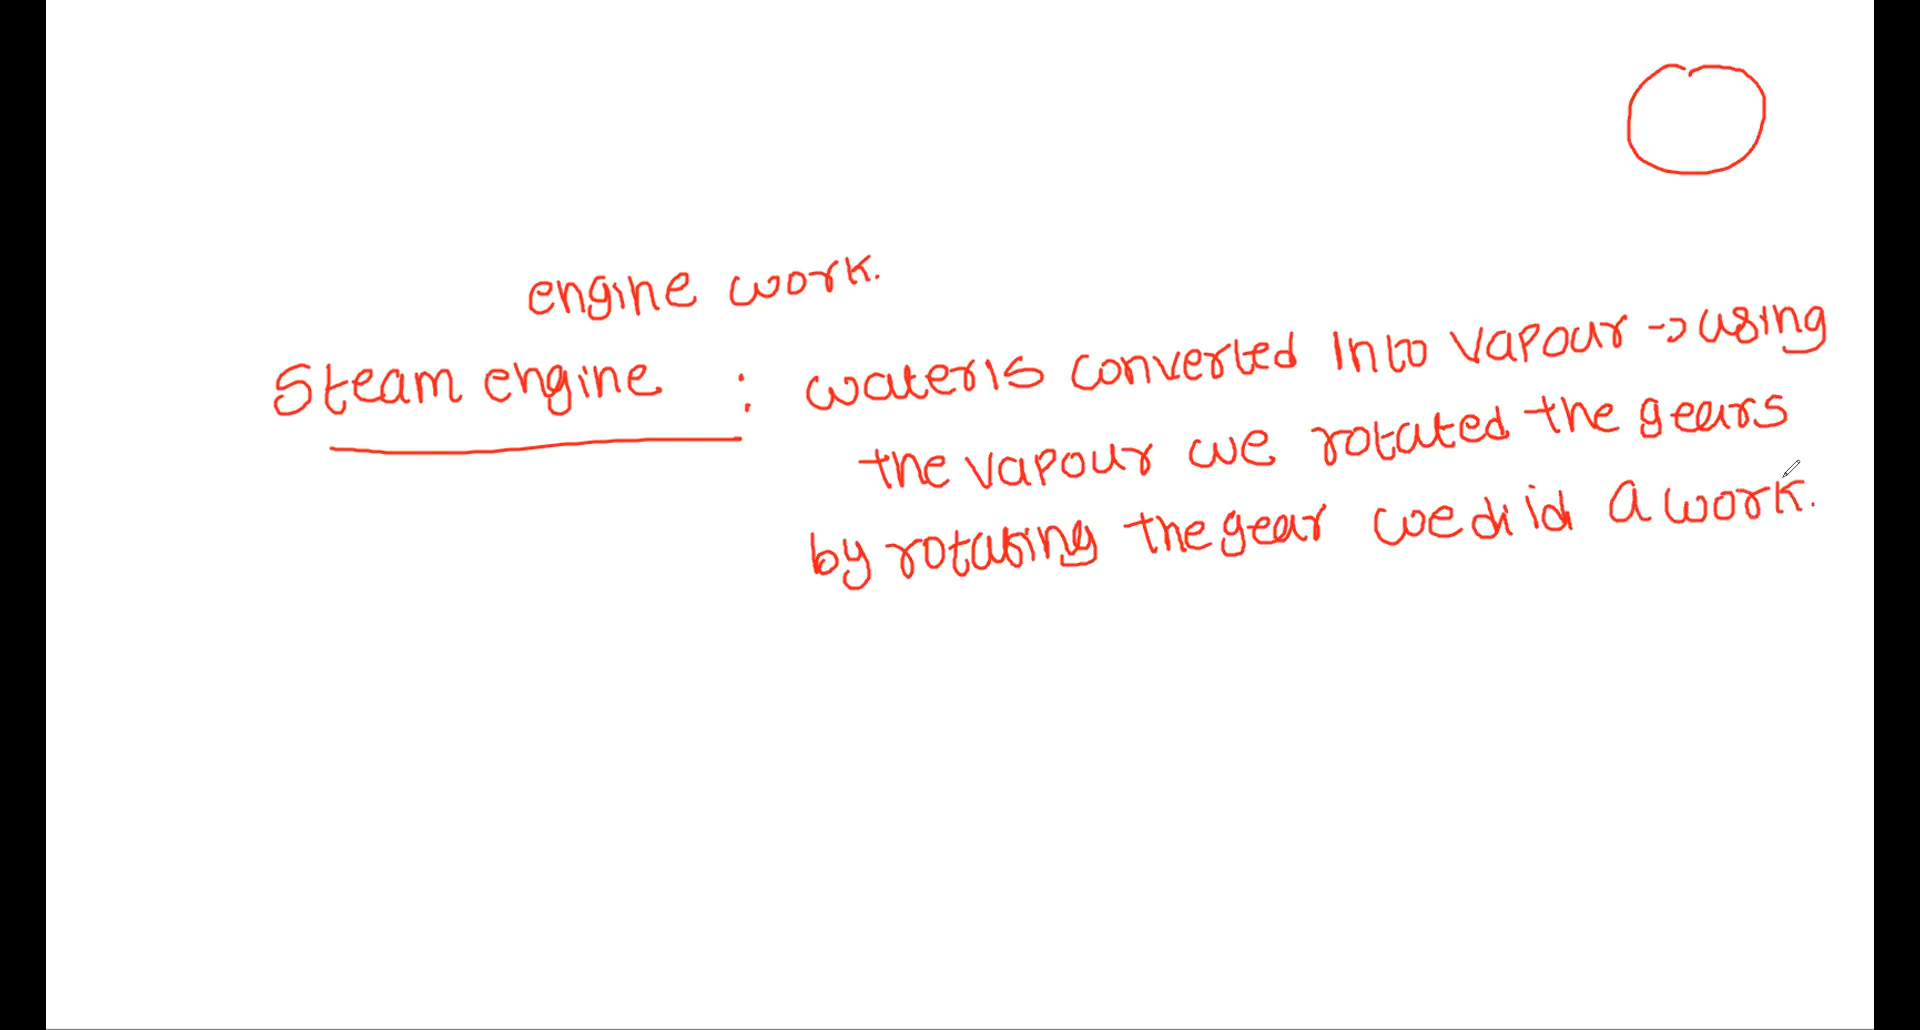 engine work.
Steam engine : water is converted into vapour → using
the vapour we rotated the gears
by rotating the gear we did a work.